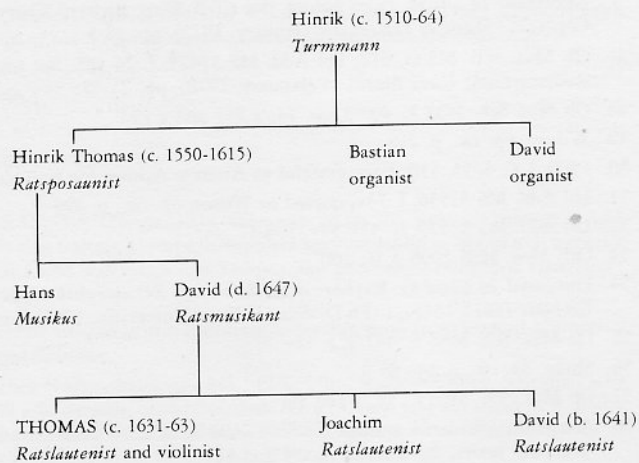 Hinrik (c. 1510-64)
Turmmann
Hinrik Thomas (c. 1550-1615)
Ratsposaunist
Bastian
organist
David
organist
Hans
Musikus
David (d. 1647)
Ratsmusikant
THOMAS (c. 1631-63)
Ratslautenist and violinist
Joachim
Ratslautenist
David (b. 1641)
Ratslautenist